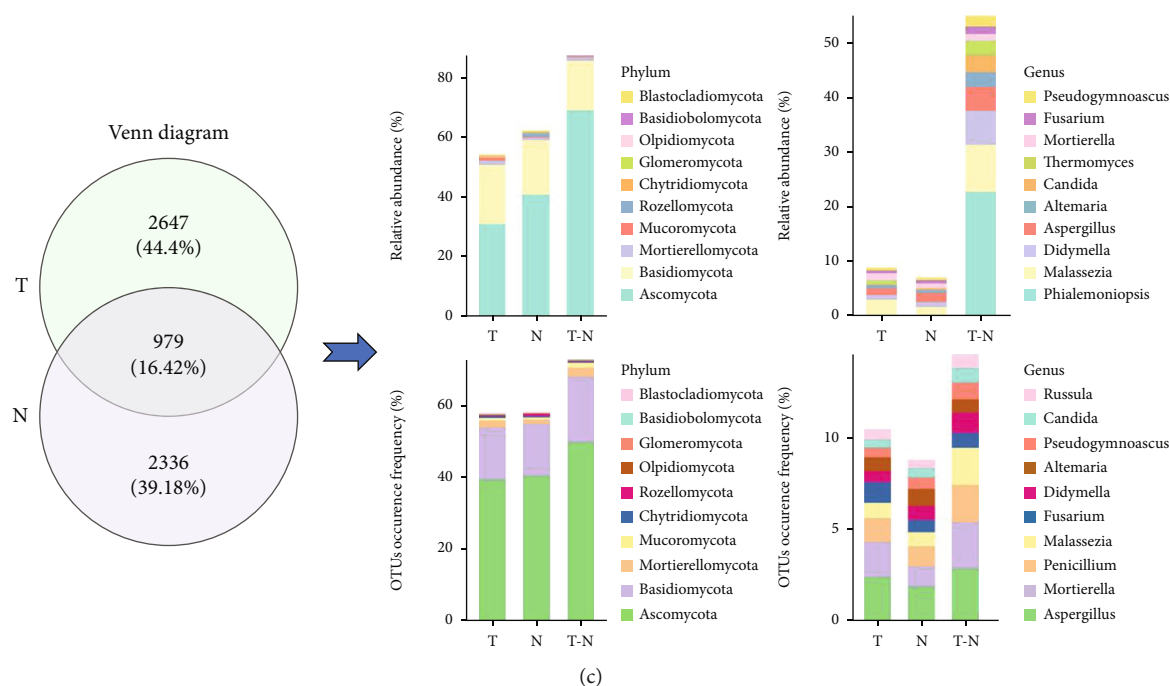 Venn diagram
2647
(44.4%)
T
979
(16.42%)
N
2336
(39.18%)
Relative abundance (%)
80
60
40
20
0
T
N
T-N
Phylum
Blastocladiomycota
Basidiobolomycota
Olpidiomycota
Glomeromycota
Chytridiomycota
Rozellomycota
Mucoromycota
Mortierellomycota
Basidiomycota
Ascomycota
Relative abundance (%)
50
40
30
20
10
0
T
N
T-N
Genus
Pseudogymnoascus
Fusarium
Mortierella
Thermomyces
Candida
Altemaria
Aspergillus
Didymella
Malassezia
Phialemoniopsis
OTUs occurence frequency (%)
60
40
20
0
T
N
T-N
Phylum
Blastocladiomycota
Basidiobolomycota
Glomeromycota
Olpidiomycota
Rozellomycota
Chytridiomycota
Mucoromycota
Mortierellomycota
Basidiomycota
Ascomycota
OTUs occurence frequency (%)
10
5
0
T
N
T-N
Genus
Russula
Candida
Pseudogymnoascus
Altemaria
Didymella
Fusarium
Malassezia
Penicillium
Mortierella
Aspergillus
(c)